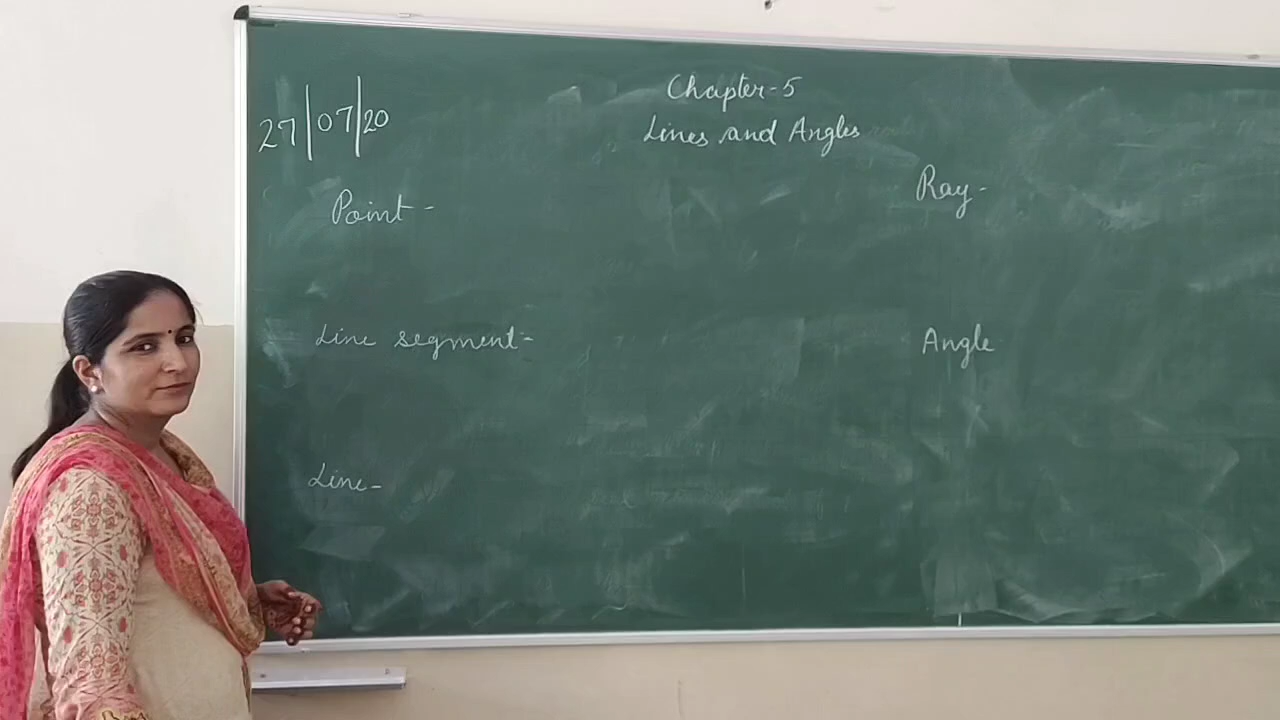 Chapter-5
27|07|20
Lines and Angles
Point -
Ray -
Line segment-
Angle
Line-